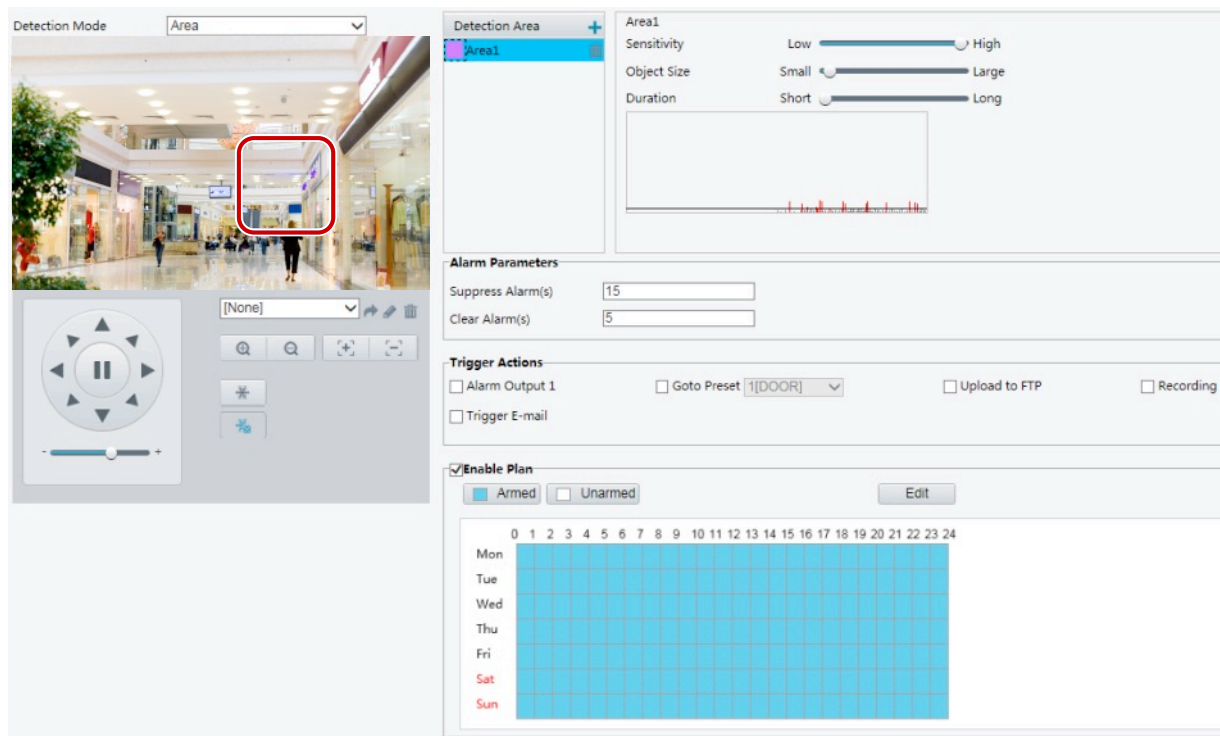 Detection Mode Area
Detection Area +
Area1
Area1
Sensitivity Low High
Object Size Small Large
Duration Short Long
[None]
- +
Alarm Parameters
Suppress Alarm(s) 15
Clear Alarm(s) 5
Trigger Actions
Alarm Output 1 Goto Preset 1[DOOR] Upload to FTP Recording
Trigger E-mail
Enable Plan
Armed Unarmed Edit
0 1 2 3 4 5 6 7 8 9 10 11 12 13 14 15 16 17 18 19 20 21 22 23 24
Mon
Tue
Wed
Thu
Fri
Sat
Sun